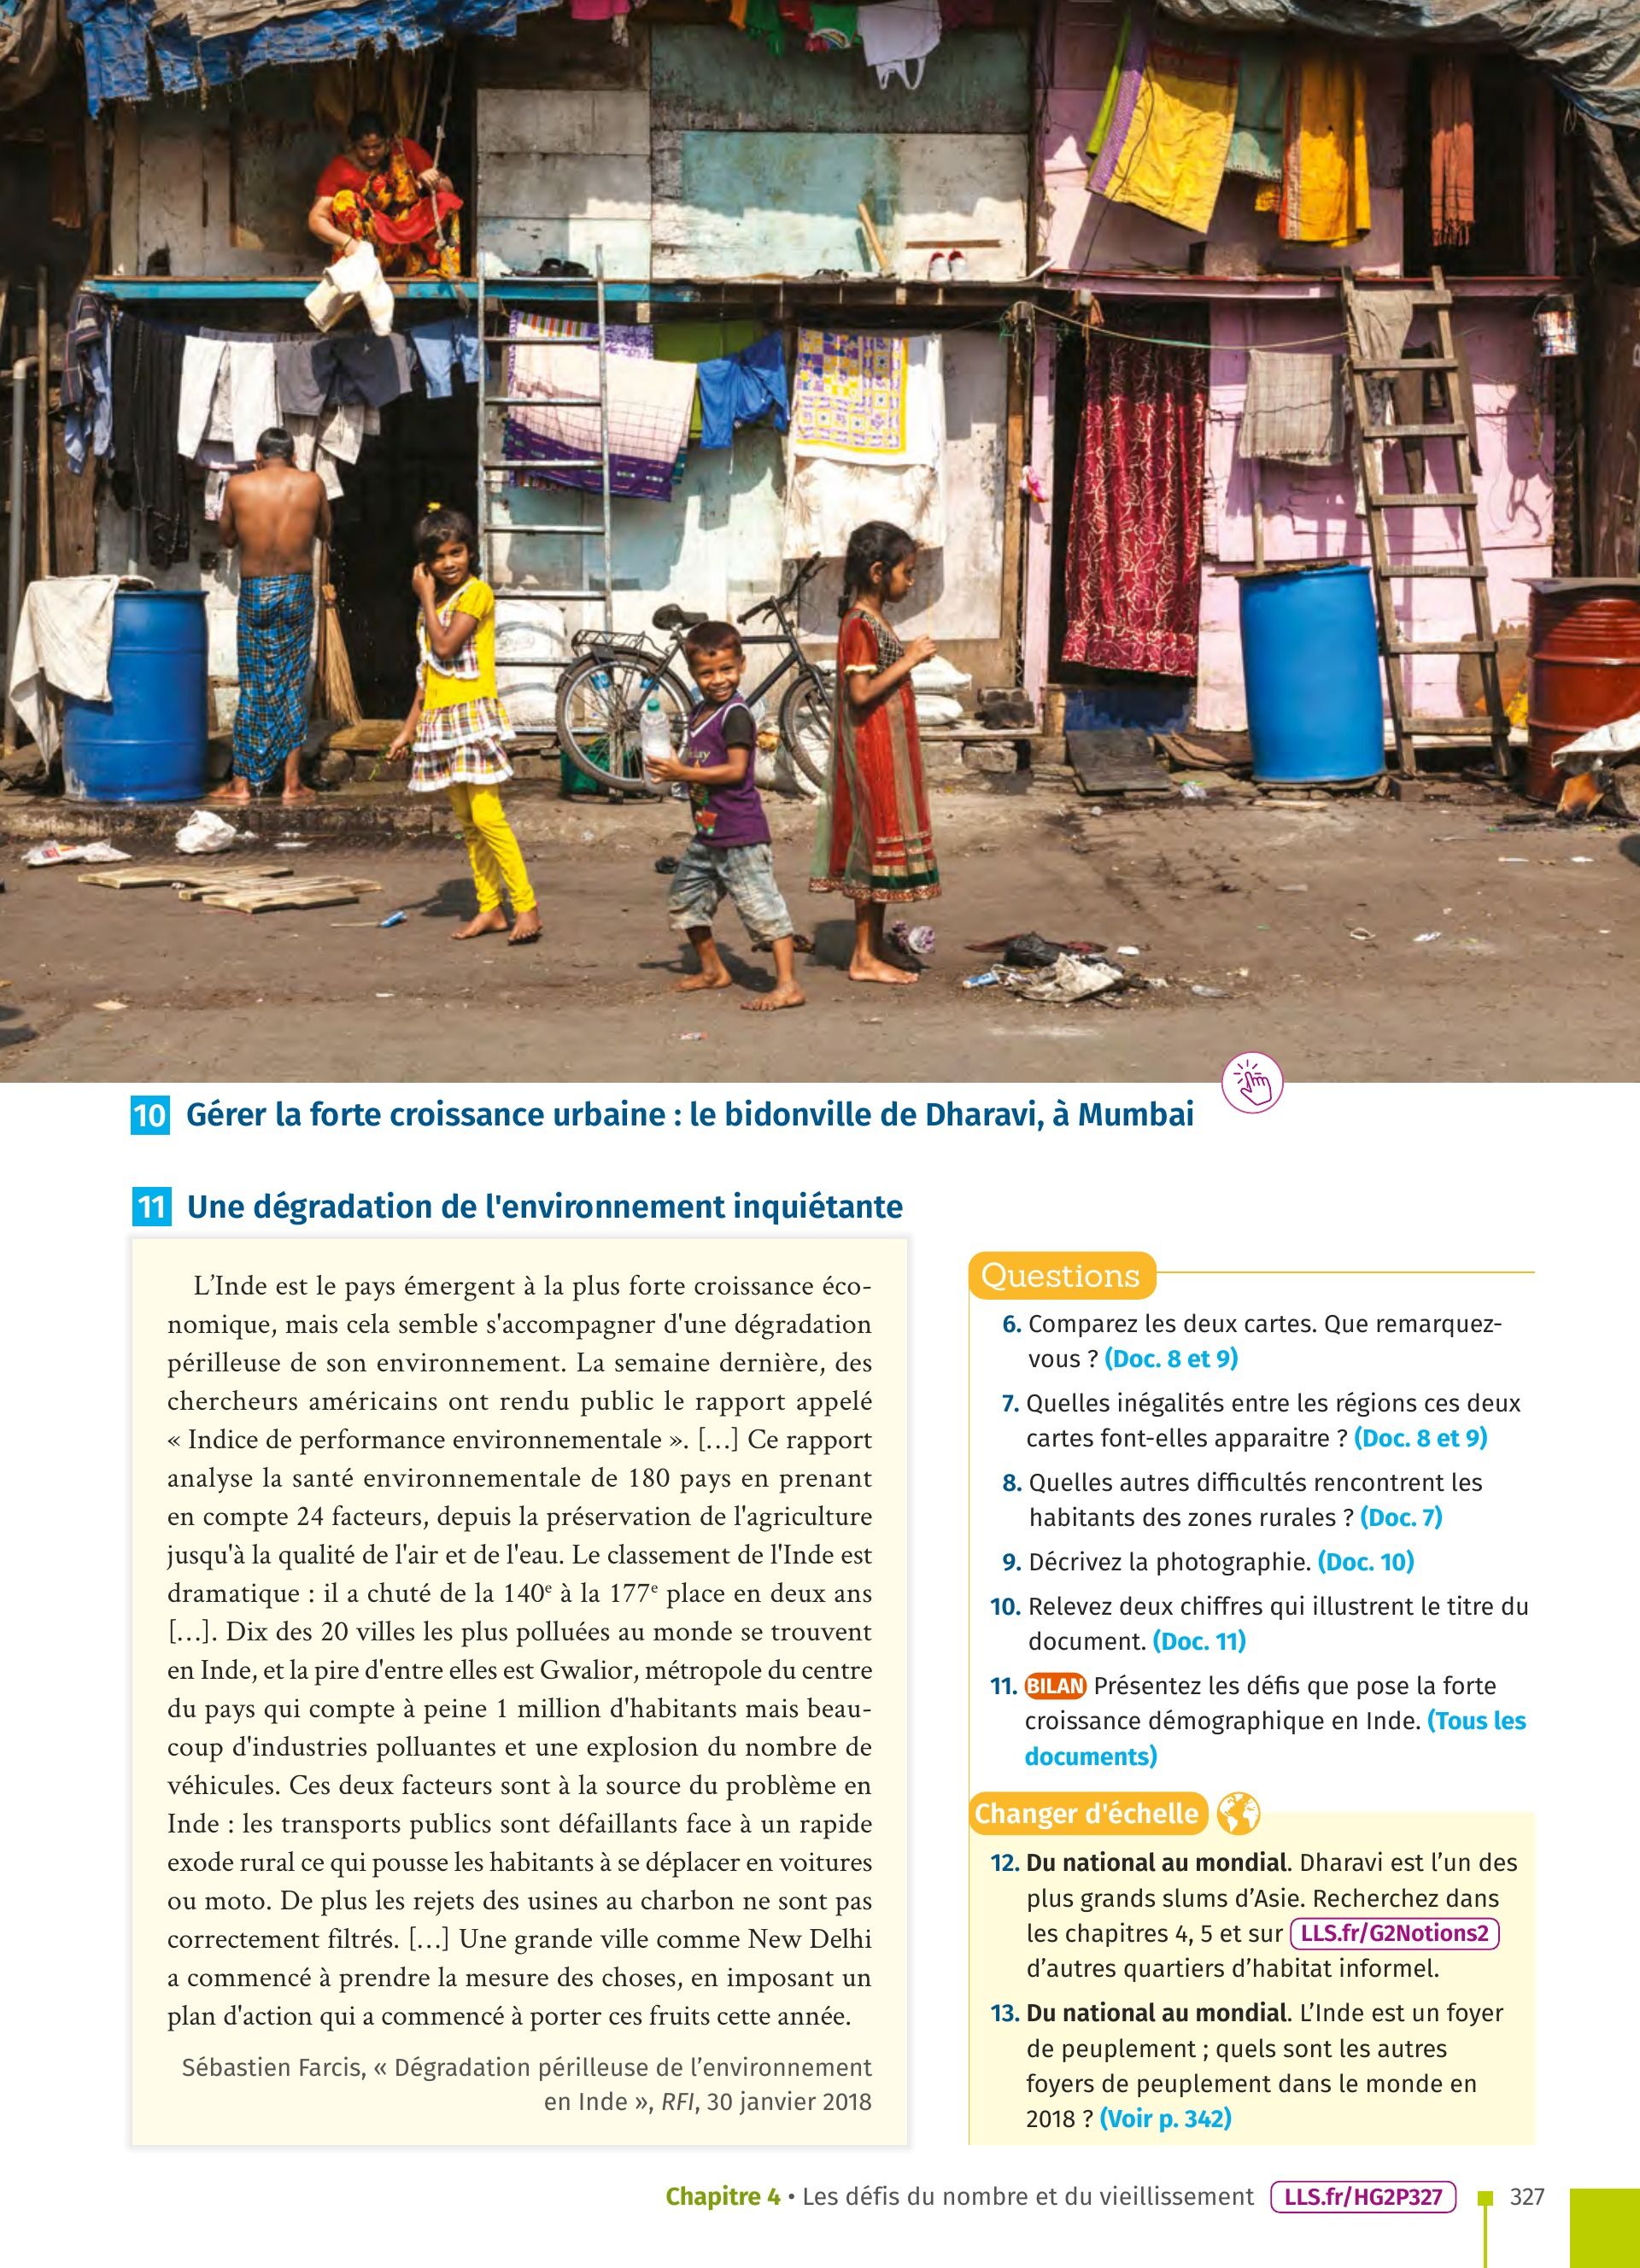 10 Gérer la forte croissance urbaine : le bidonville de Dharavi, à Mumbai
11 Une dégradation de l'environnement inquiétante
L’Inde est le pays émergent à la plus forte croissance éco-
nomique, mais cela semble s'accompagner d'une dégradation
périlleuse de son environnement. La semaine dernière, des
chercheurs américains ont rendu public le rapport appelé
« Indice de performance environnementale ». […] Ce rapport
analyse la santé environnementale de 180 pays en prenant
en compte 24 facteurs, depuis la préservation de l'agriculture
jusqu'à la qualité de l'air et de l'eau. Le classement de l'Inde est
dramatique : il a chuté de la 140e à la 177e place en deux ans
[…]. Dix des 20 villes les plus polluées au monde se trouvent
en Inde, et la pire d'entre elles est Gwalior, métropole du centre
du pays qui compte à peine 1 million d'habitants mais beau-
coup d'industries polluantes et une explosion du nombre de
véhicules. Ces deux facteurs sont à la source du problème en
Inde : les transports publics sont défaillants face à un rapide
exode rural ce qui pousse les habitants à se déplacer en voitures
ou moto. De plus les rejets des usines au charbon ne sont pas
correctement filtrés. […] Une grande ville comme New Delhi
a commencé à prendre la mesure des choses, en imposant un
plan d'action qui a commencé à porter ces fruits cette année.
Sébastien Farcis, « Dégradation périlleuse de l’environnement
en Inde », RFI, 30 janvier 2018
Questions
6. Comparez les deux cartes. Que remarquez-
vous ? (Doc. 8 et 9)
7. Quelles inégalités entre les régions ces deux
cartes font-elles apparaitre ? (Doc. 8 et 9)
8. Quelles autres difficultés rencontrent les
habitants des zones rurales ? (Doc. 7)
9. Décrivez la photographie. (Doc. 10)
10. Relevez deux chiffres qui illustrent le titre du
document. (Doc. 11)
11. BILAN Présentez les défis que pose la forte
croissance démographique en Inde. (Tous les
documents)
Changer d'échelle
12. Du national au mondial. Dharavi est l’un des
plus grands slums d’Asie. Recherchez dans
les chapitres 4, 5 et sur LLS.fr/G2Notions2
d’autres quartiers d’habitat informel.
13. Du national au mondial. L’Inde est un foyer
de peuplement ; quels sont les autres
foyers de peuplement dans le monde en
2018 ? (Voir p. 342)
Chapitre 4 • Les défis du nombre et du vieillissement LLS.fr/HG2P327 327